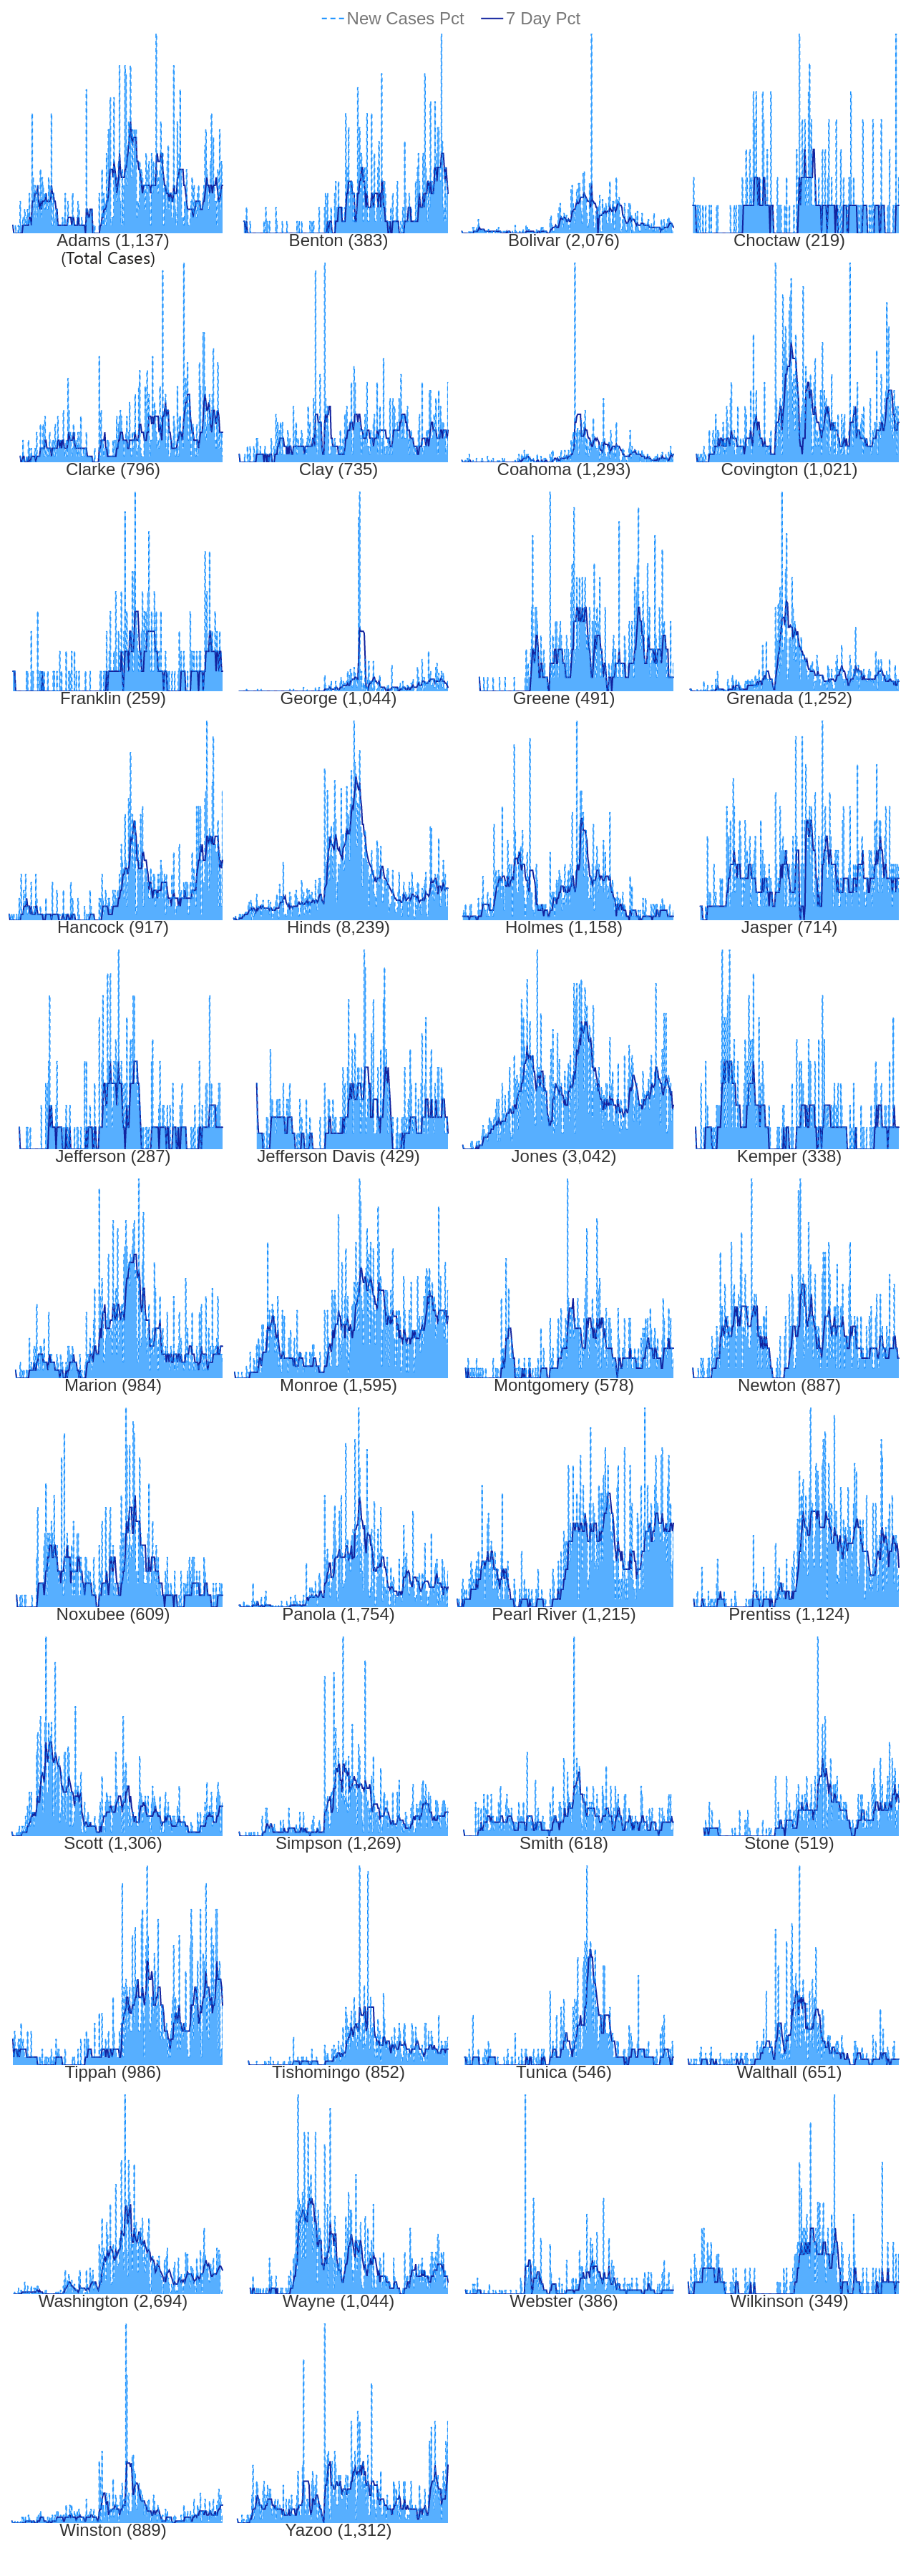 New Cases Pct 7 Day Pct
Adams (1,137) Benton (383) Bolivar (2,076) Choctaw (219)
(Total Cases)
Clarke (796) Clay (735) Coahoma (1,293) Covington (1,021)
Franklin (259) George (1,044) Greene (491) Grenada (1,252)
Hancock (917) Hinds (8,239) Holmes (1,158) Jasper (714)
Jefferson (287) Jefferson Davis (429) Jones (3,042) Kemper (338)
Marion (984) Monroe (1,595) Montgomery (578) Newton (887)
Noxubee (609) Panola (1,754) Pearl River (1,215) Prentiss (1,124)
Scott (1,306) Simpson (1,269) Smith (618) Stone (519)
Tippah (986) Tishomingo (852) Tunica (546) Walthall (651)
Washington (2,694) Wayne (1,044) Webster (386) Wilkinson (349)
Winston (889) Yazoo (1,312)